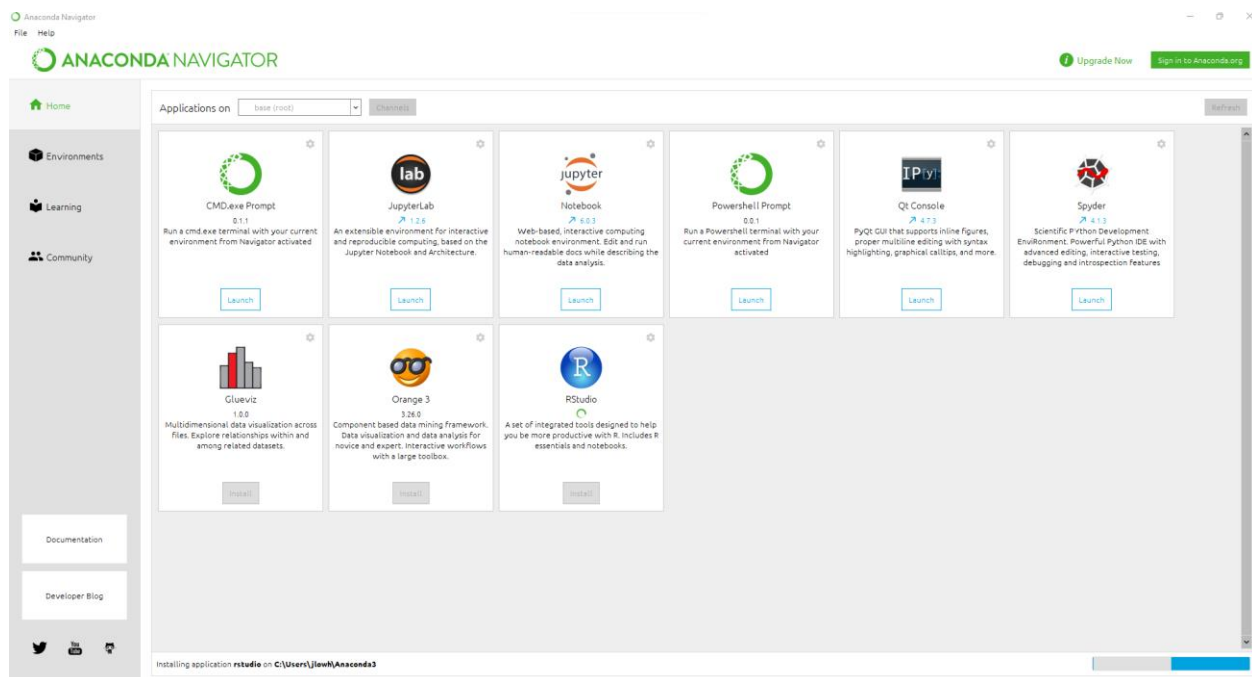 Anaconda Navigator
File Help
ANACONDA NAVIGATOR
Upgrade Now
Sign in to Anaconda.org
Home
Environments
Learning
Community
Documentation
Developer Blog
You
Tube
Applications on
base (root)
Channels
Refresh
CMD.exe Prompt
0.1.1
Run a cmd.exe terminal with your current
environment from Navigator activated
Launch
lab
JupyterLab
1.2.6
An extensible environment for interactive
and reproducible computing, based on the
Jupyter Notebook and Architecture.
Launch
jupyter
Notebook
6.0.3
Web-based, interactive computing
notebook environment. Edit and run
human-readable docs while describing the
data analysis.
Launch
Powershell Prompt
0.0.1
Run a Powershell terminal with your
current environment from Navigator
activated
Launch
IP[y]:
Qt Console
4.7.3
PyQt GUI that supports inline figures,
proper multiline editing with syntax
highlighting, graphical calltips, and more.
Launch
Spyder
4.1.3
Scientific PYthon Development
EnviRonment. Powerful Python IDE with
advanced editing, interactive testing,
debugging and introspection features
Launch
Glueviz
1.0.0
Multidimensional data visualization across
files. Explore relationships within and
among related datasets.
Install
Orange 3
3.26.0
Component based data mining framework.
Data visualization and data analysis for
novice and expert. Interactive workflows
with a large toolbox.
Install
R
RStudio
A set of integrated tools designed to help
you be more productive with R. Includes R
essentials and notebooks.
Install
Installing application rstudio on C:\Users\jlowh\Anaconda3